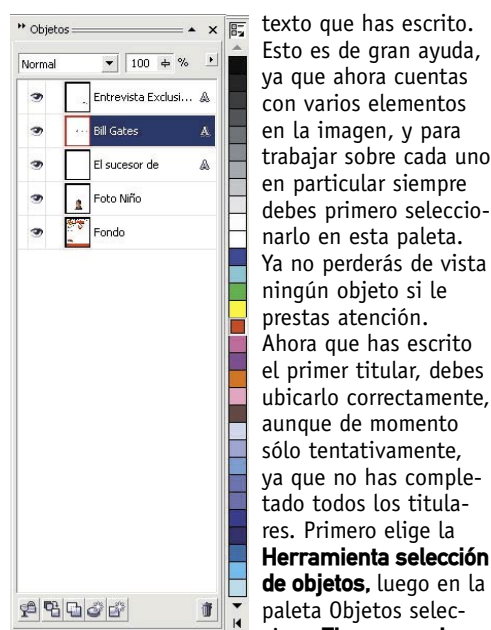 Objetos
Normal 100 %
Entrevista Exclusi...
Bill Gates
El sucesor de
Foto Niño
Fondo
texto que has escrito.
Esto es de gran ayuda,
ya que ahora cuentas
con varios elementos
en la imagen, y para
trabajar sobre cada uno
en particular siempre
debes primero seleccio-
narlo en esta paleta.
Ya no perderás de vista
ningún objeto si le
prestas atención.
Ahora que has escrito
el primer titular, debes
ubicarlo correctamente,
aunque de momento
sólo tentativamente,
ya que no has comple-
tado todos los titula-
res. Primero elige la
Herramienta selección
de objetos, luego en la
paleta Objetos selec-